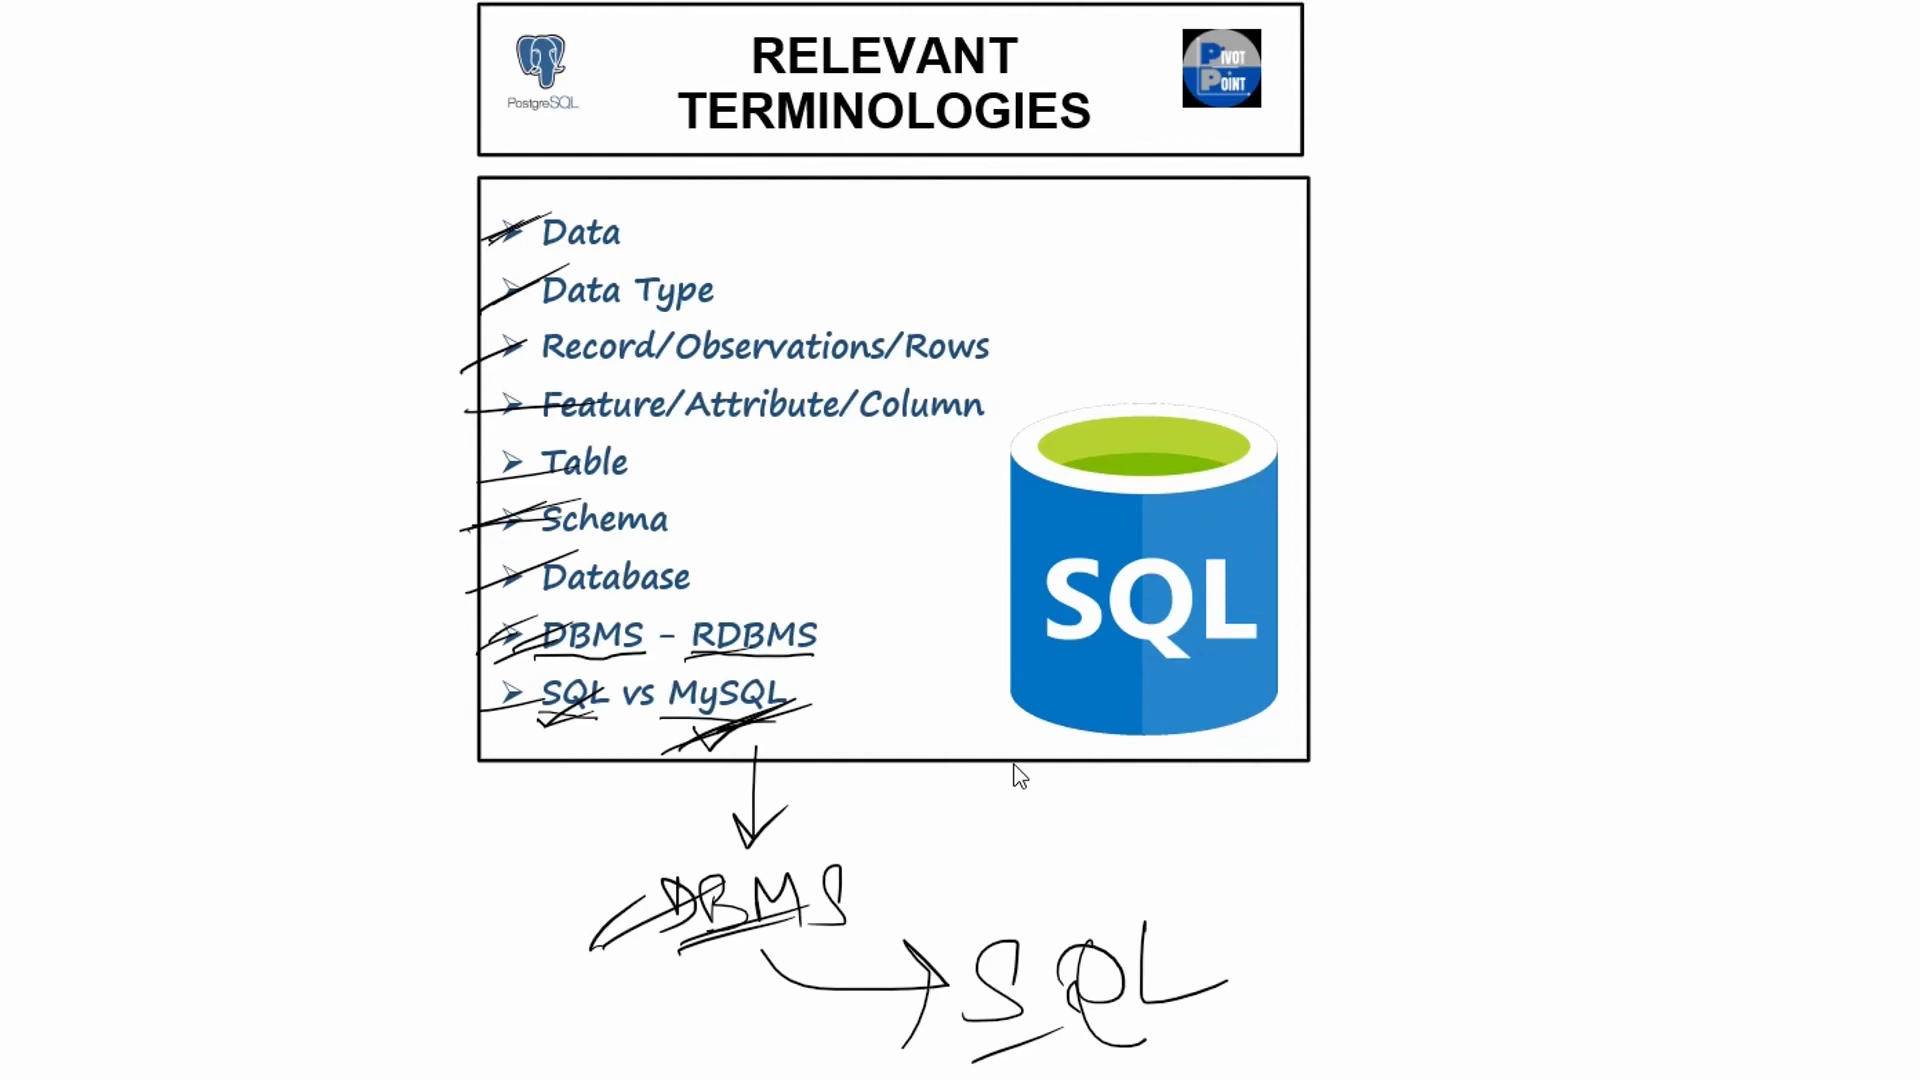 RELEVANT
TERMINOLOGIES
PostgreSQL
PIVOT
POINT
Data
Data Type
Record/Observations/Rows
Feature/Attribute/Column
Table
Schema
Database
DBMS - RDBMS
SQL vs MySQL
SQL
DBMS
SQL